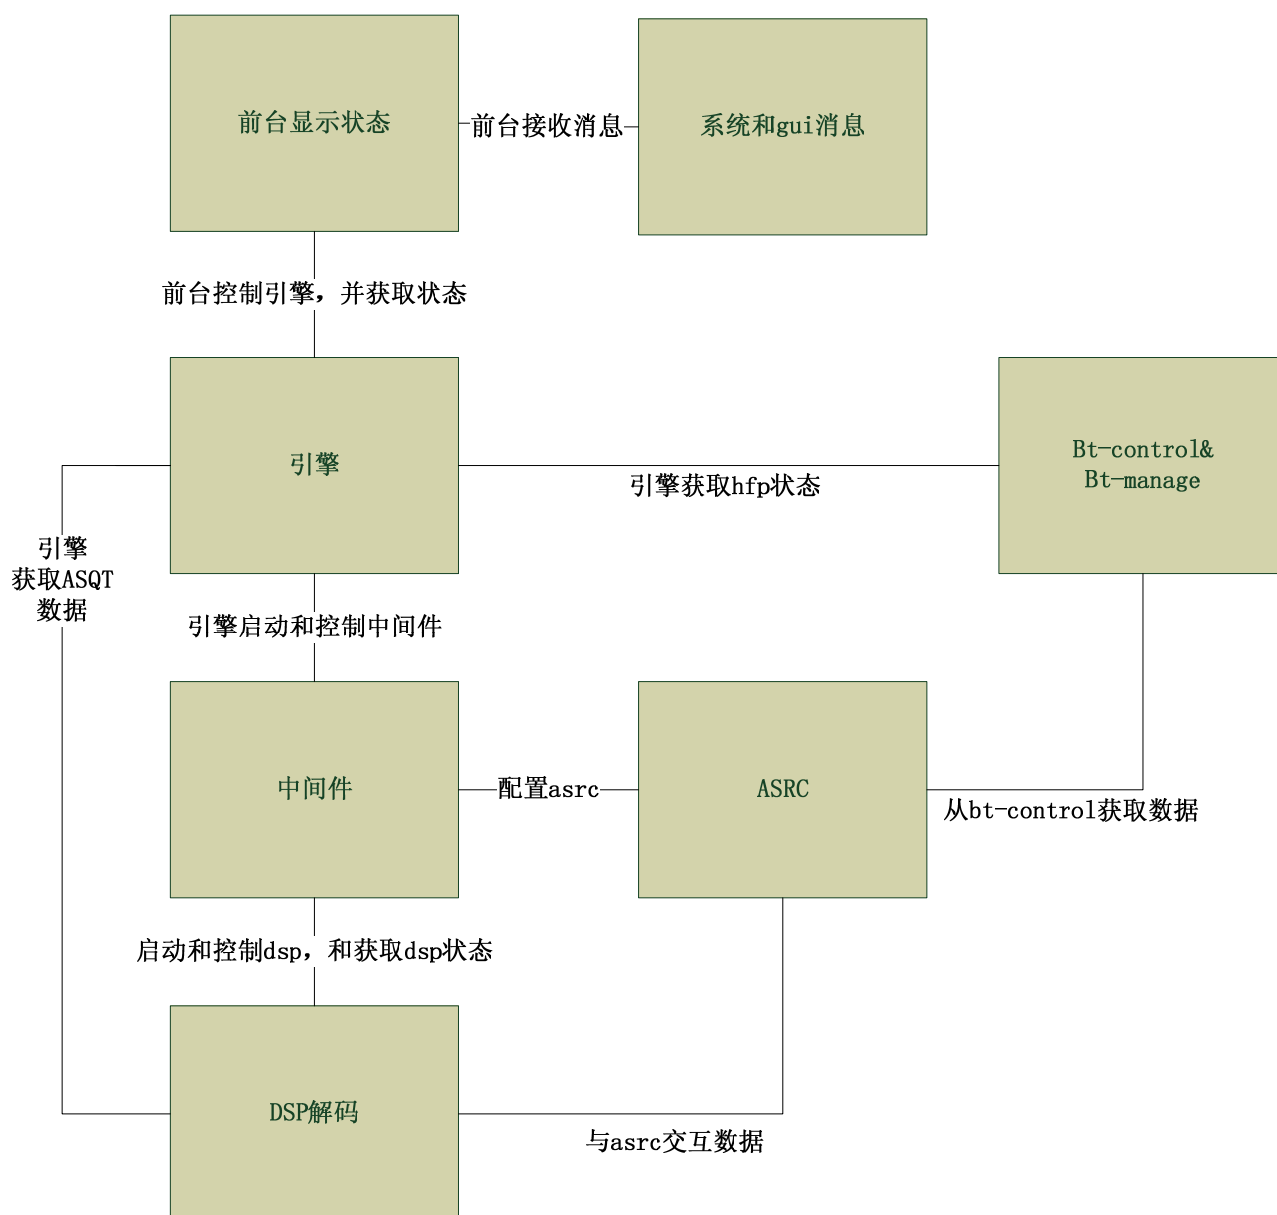 前台显示状态
前台接收消息
系统和gui消息
前台控制引擎，并获取状态
引擎
引擎获取hfp状态
Bt-control&
Bt-manage
引擎
获取ASQT
数据
引擎启动和控制中间件
中间件
配置asrc
ASRC
从bt-control获取数据
启动和控制dsp，和获取dsp状态
DSP解码
与asrc交互数据